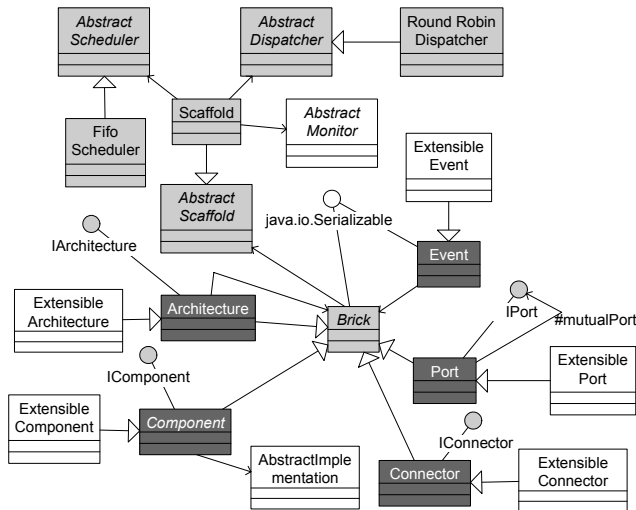 Abstract
Scheduler
Abstract
Dispatcher
Round Robin
Dispatcher
Scaffold
Abstract
Monitor
Fifo
Scheduler
Extensible
Event
Abstract
Scaffold
java.io.Serializable
IArchitecture
Event
Extensible
Architecture
Architecture
Brick
IPort
#mutualPort
IComponent
Port
Extensible
Port
Extensible
Component
Component
IConnector
AbstractImple
mentation
Connector
Extensible
Connector